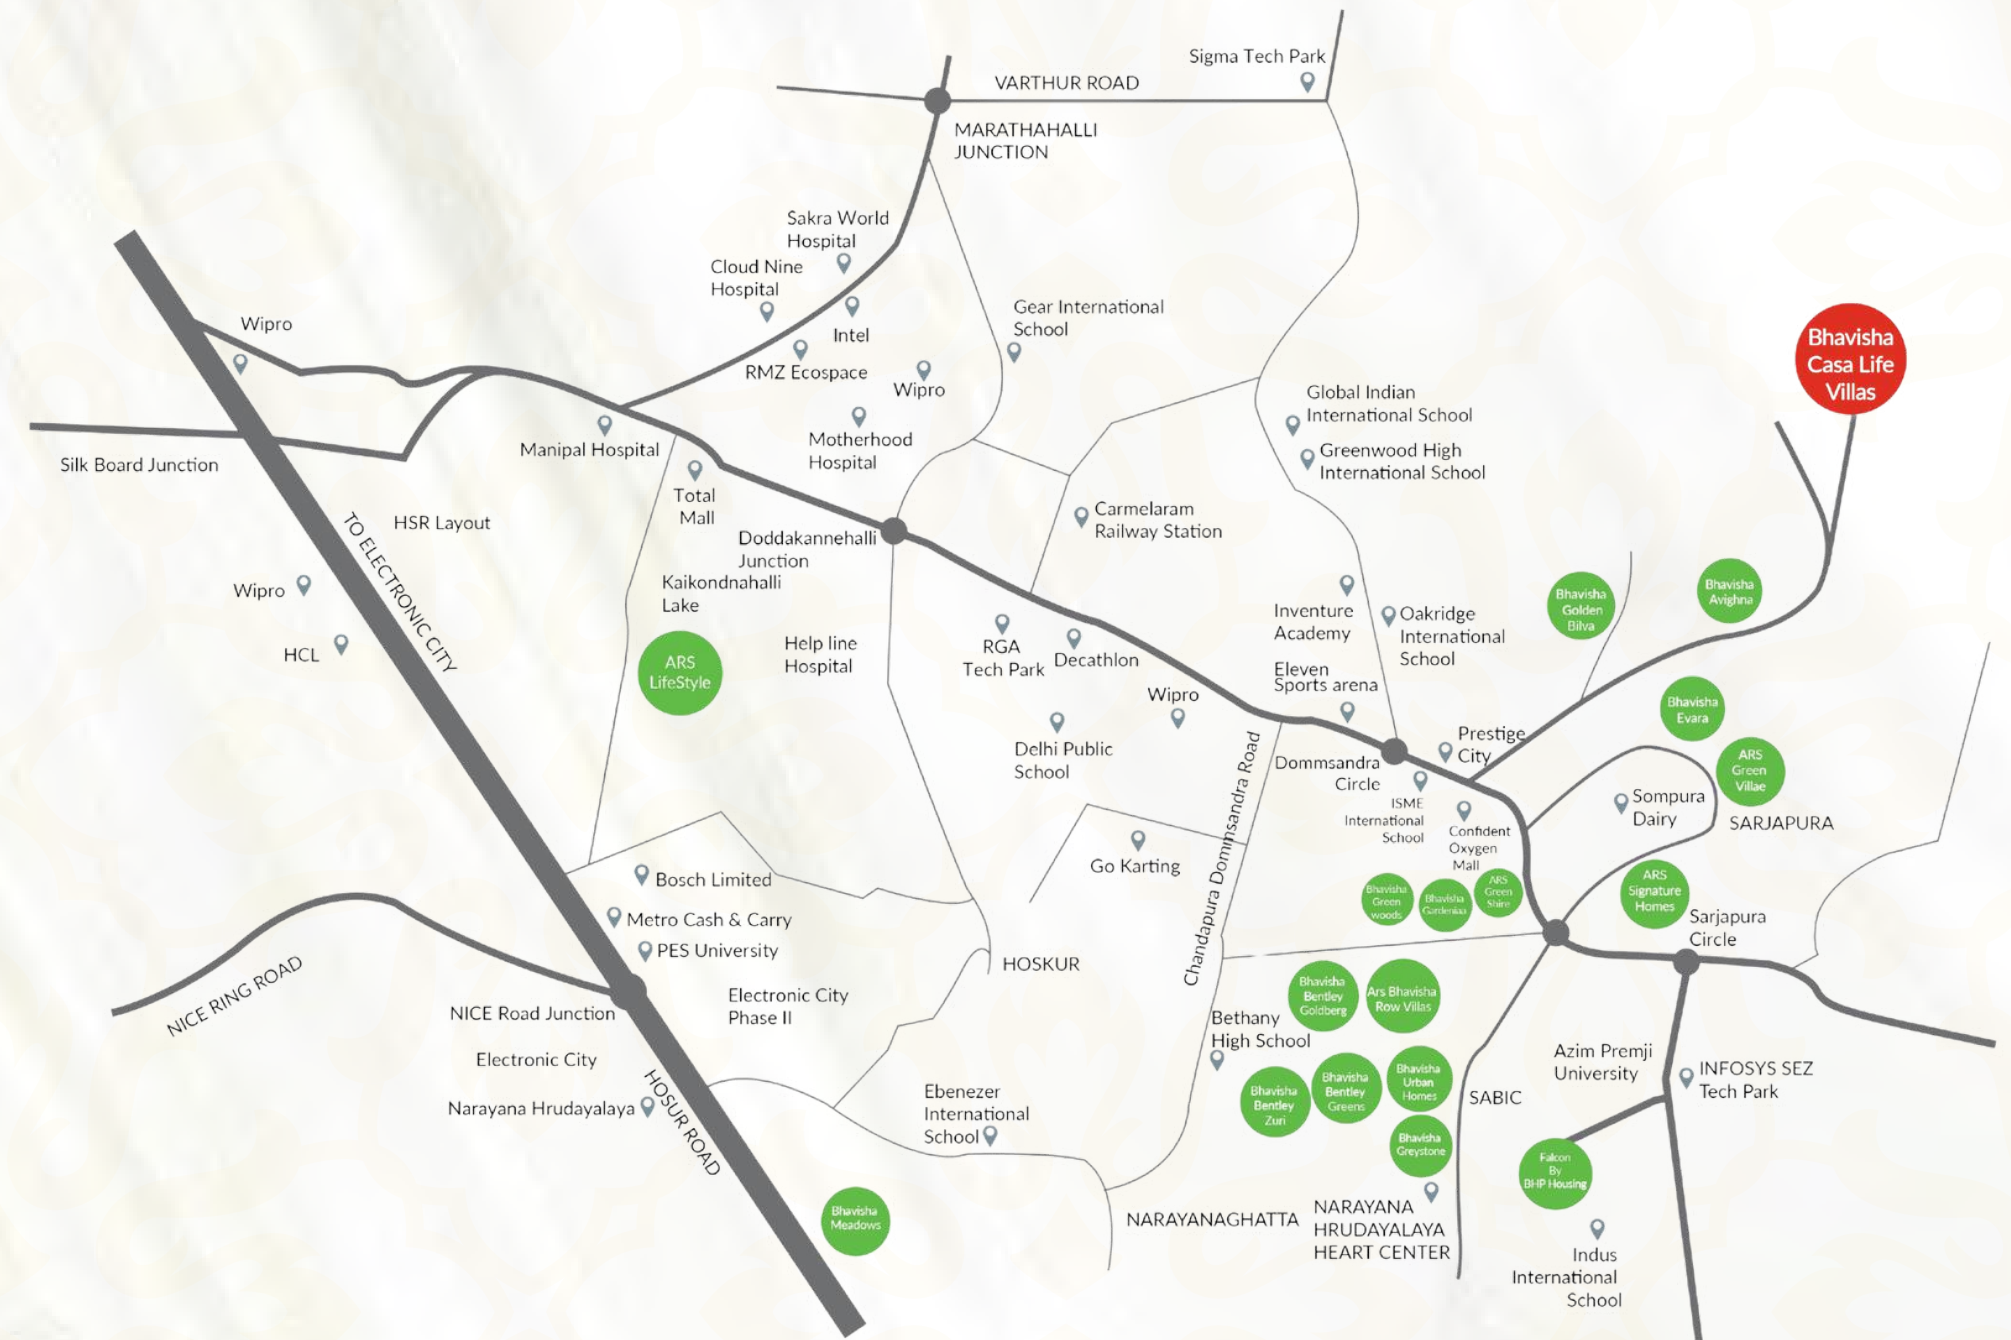 Sigma Tech Park
VARTHUR ROAD
MARATHAHALLI
JUNCTION
Sakra World
Hospital
Cloud Nine
Hospital
Intel
RMZ Ecospace
Wipro
Gear International
School
Wipro
Manipal Hospital
Motherhood
Hospital
Global Indian
International School
Greenwood High
International School
Bhavisha
Casa Life
Villas
Silk Board Junction
HSR Layout
TO ELECTRONIC CITY
Total
Mall
Doddakannehalli
Junction
Kaikondnahalli
Lake
Carmelaram
Railway Station
Wipro
HCL
ARS
LifeStyle
Help line
Hospital
RGA
Tech Park
Decathlon
Inventure
Academy
Oakridge
International
School
Eleven
Sports arena
Bhavisha
Golden
Bilva
Bhavisha
Avighna
Wipro
Delhi Public
School
Chandapura Dommsandra Road
Dommsandra
Circle
Prestige
City
Bhavisha
Evara
ARS
Green
Villae
ISME
International
School
Confident
Oxygen
Mall
Sompura
Dairy
SARJAPURA
Go Karting
Bosch Limited
Metro Cash & Carry
PES University
Bhavisha
Green
woods
Bhavisha
Gardeniaa
ARS
Green
Shire
ARS
Signature
Homes
Sarjapura
Circle
NICE RING ROAD
NICE Road Junction
Electronic City
Phase II
HOSKUR
Bhavisha
Bentley
Goldberg
Ars Bhavisha
Row Villas
Bethany
High School
Electronic City
Narayana Hrudayalaya
HOSUR ROAD
Ebenezer
International
School
Bhavisha
Bentley
Zuri
Bhavisha
Bentley
Greens
Bhavisha
Urban
Homes
Bhavisha
Greystone
SABIC
Azim Premji
University
INFOSYS SEZ
Tech Park
Falcon
By
BHP Housing
Bhavisha
Meadows
NARAYANAGHATTA
NARAYANA
HRUDAYALAYA
HEART CENTER
Indus
International
School